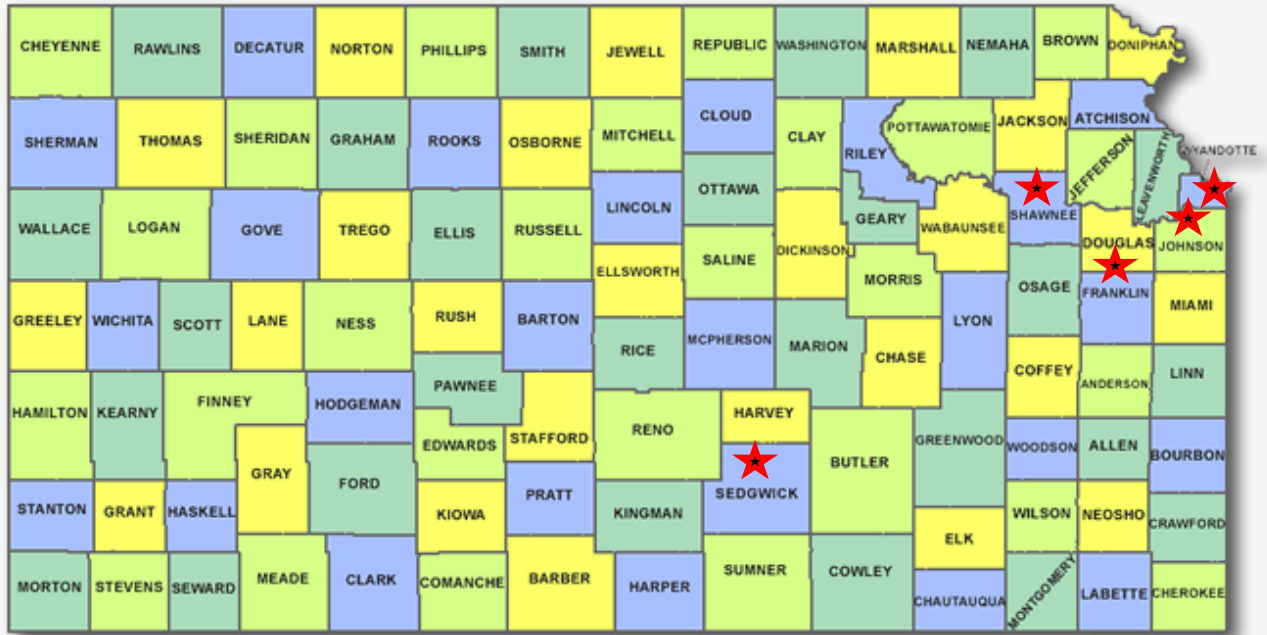 CHEYENNE
RAWLINS
DECATUR
NORTON
PHILLIPS
SMITH
JEWELL
REPUBLIC
WASHINGTON
MARSHALL
NEMAHA
BROWN
DONIPHAN
SHERMAN
THOMAS
SHERIDAN
GRAHAM
ROOKS
OSBORNE
MITCHELL
CLOUD
CLAY
RILEY
POTTAWATOMIE
JACKSON
ATCHISON
JEFFERSON
LEAVENWORTH
WYANDOTTE
WALLACE
LOGAN
GOVE
TREGO
ELLIS
RUSSELL
LINCOLN
OTTAWA
GEARY
WABAUNSEE
SHAWNEE
DOUGLAS
JOHNSON
ELLSWORTH
SALINE
DICKINSON
MORRIS
OSAGE
FRANKLIN
MIAMI
GREELEY
WICHITA
SCOTT
LANE
NESS
RUSH
BARTON
RICE
MCPHERSON
MARION
CHASE
LYON
COFFEY
ANDERSON
LINN
HAMILTON
KEARNY
FINNEY
HODGEMAN
PAWNEE
STAFFORD
RENO
HARVEY
EDWARDS
GRAY
FORD
SEDGWICK
BUTLER
GREENWOOD
WOODSON
ALLEN
BOURBON
STANTON
GRANT
HASKELL
KIOWA
PRATT
KINGMAN
ELK
WILSON
NEOSHO
CRAWFORD
MORTON
STEVENS
SEWARD
MEADE
CLARK
COMANCHE
BARBER
HARPER
SUMNER
COWLEY
CHAUTAUQUA
MONTGOMERY
LABETTE
CHEROKEE